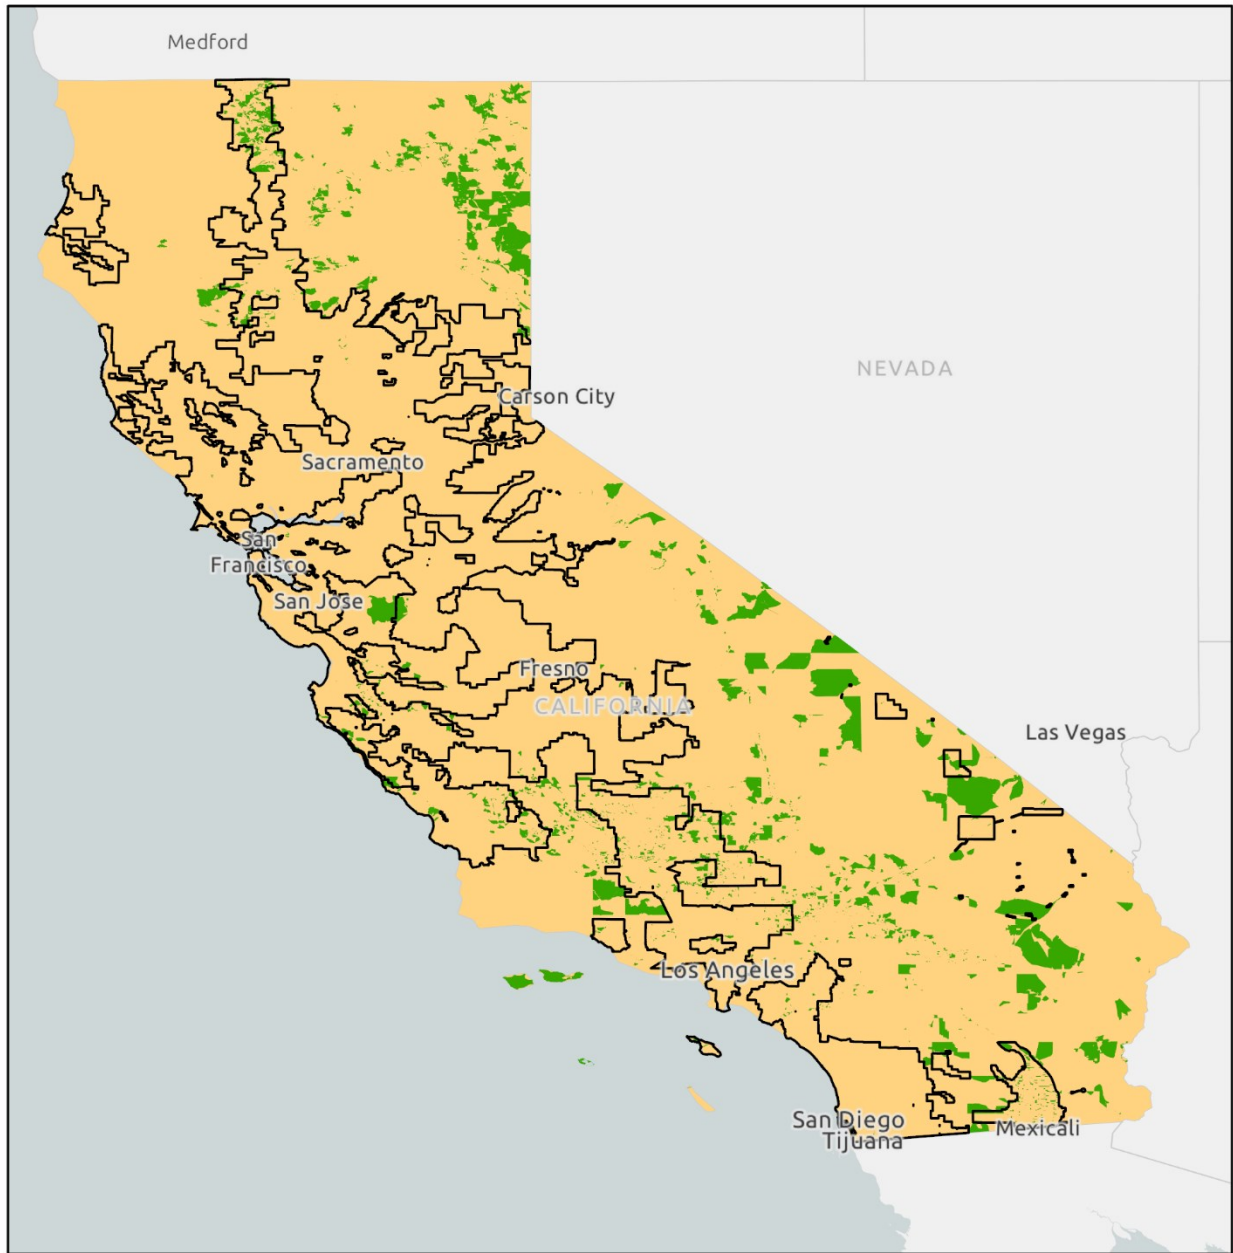 Medford
NEVADA
Carson City
Sacramento
San
Francisco
San Jose
Fresno
CALIFORNIA
Las Vegas
Los Angeles
San Diego
Tijuana
Mexicali